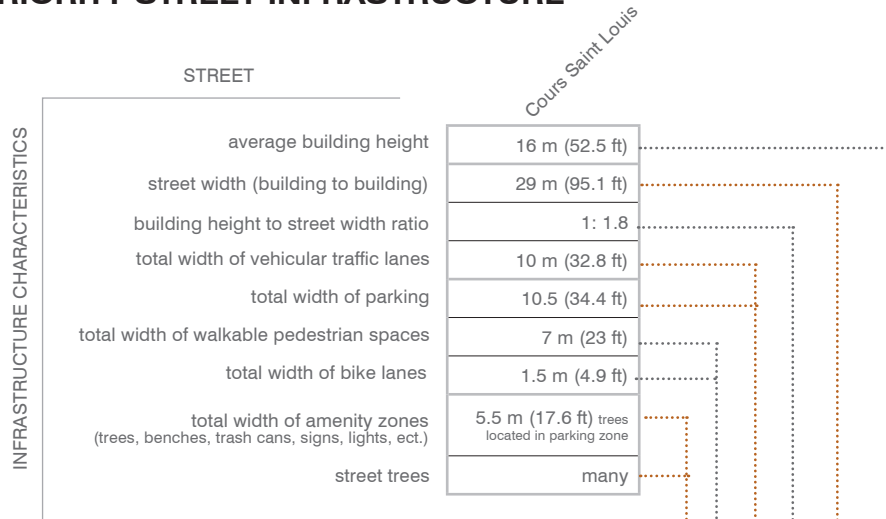 STREET INFRASTRUCTURE
STREET
Cours Saint Louis
INFRASTRUCTURE CHARACTERISTICS
average building height 16 m (52.5 ft)
street width (building to building) 29 m (95.1 ft)
building height to street width ratio 1: 1.8
total width of vehicular traffic lanes 10 m (32.8 ft)
total width of parking 10.5 (34.4 ft)
total width of walkable pedestrian spaces 7 m (23 ft)
total width of bike lanes 1.5 m (4.9 ft)
total width of amenity zones 5.5 m (17.6 ft) trees
(trees, benches, trash cans, signs, lights, ect.) located in parking zone
street trees many